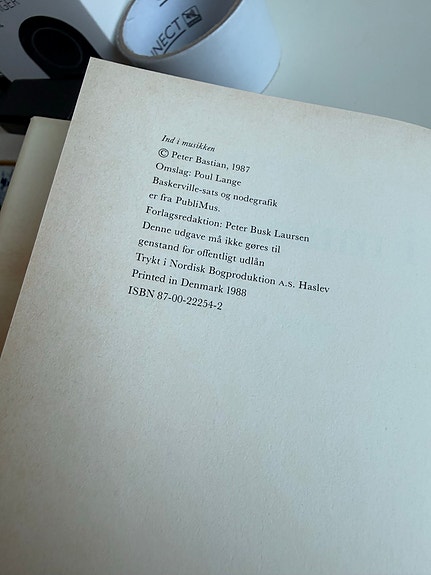 NNECT
Ind i musikken
© Peter Bastian, 1987
Omslag: Poul Lange
Baskerville-sats og nodegrafik
er fra PubliMus.
Forlagsredaktion: Peter Busk Laursen
Denne udgave må ikke gøres til
genstand for offentligt udlån
Trykt i Nordisk Bogproduktion A.S. Haslev
Printed in Denmark 1988
ISBN 87-00-22254-2